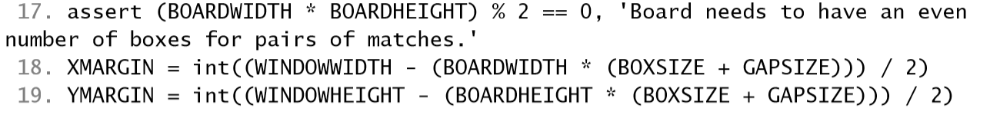 17. assert (BOARDWIDTH * BOARDHEIGHT) % 2 == 0, 'Board needs to have an even
number of boxes for pairs of matches.'
18. XMARGIN = int((WINDOWWIDTH - (BOARDWIDTH * (BOXSIZE + GAPSIZE))) / 2)
19. YMARGIN = int((WINDOWHEIGHT - (BOARDHEIGHT * (BOXSIZE + GAPSIZE))) / 2)